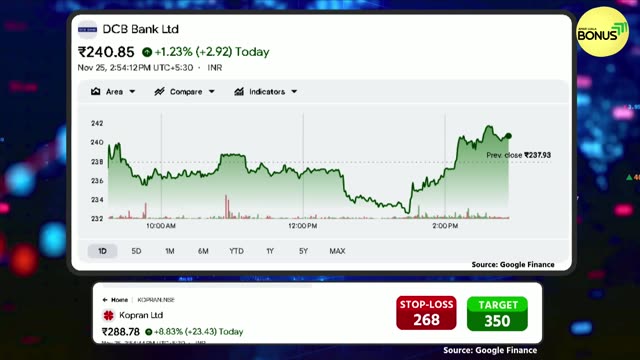 DCB Bank Ltd
₹240.85 +1.23% (+2.92) Today
Nov 25, 2:54:12PM UTC+5:30 · INR
BONUS
Area Compare Indicators
242
240
238
236
234
232
Prev. close ₹237.93
10:00 AM 12:00 PM 2:00 PM
1D 5D 1M 6M YTD 1Y 5Y MAX
Source: Google Finance
← Home | KOPRAN:NSE
Kopran Ltd
₹288.78 +8.83% (+23.43) Today
STOP-LOSS
268
TARGET
350
Source: Google Finance